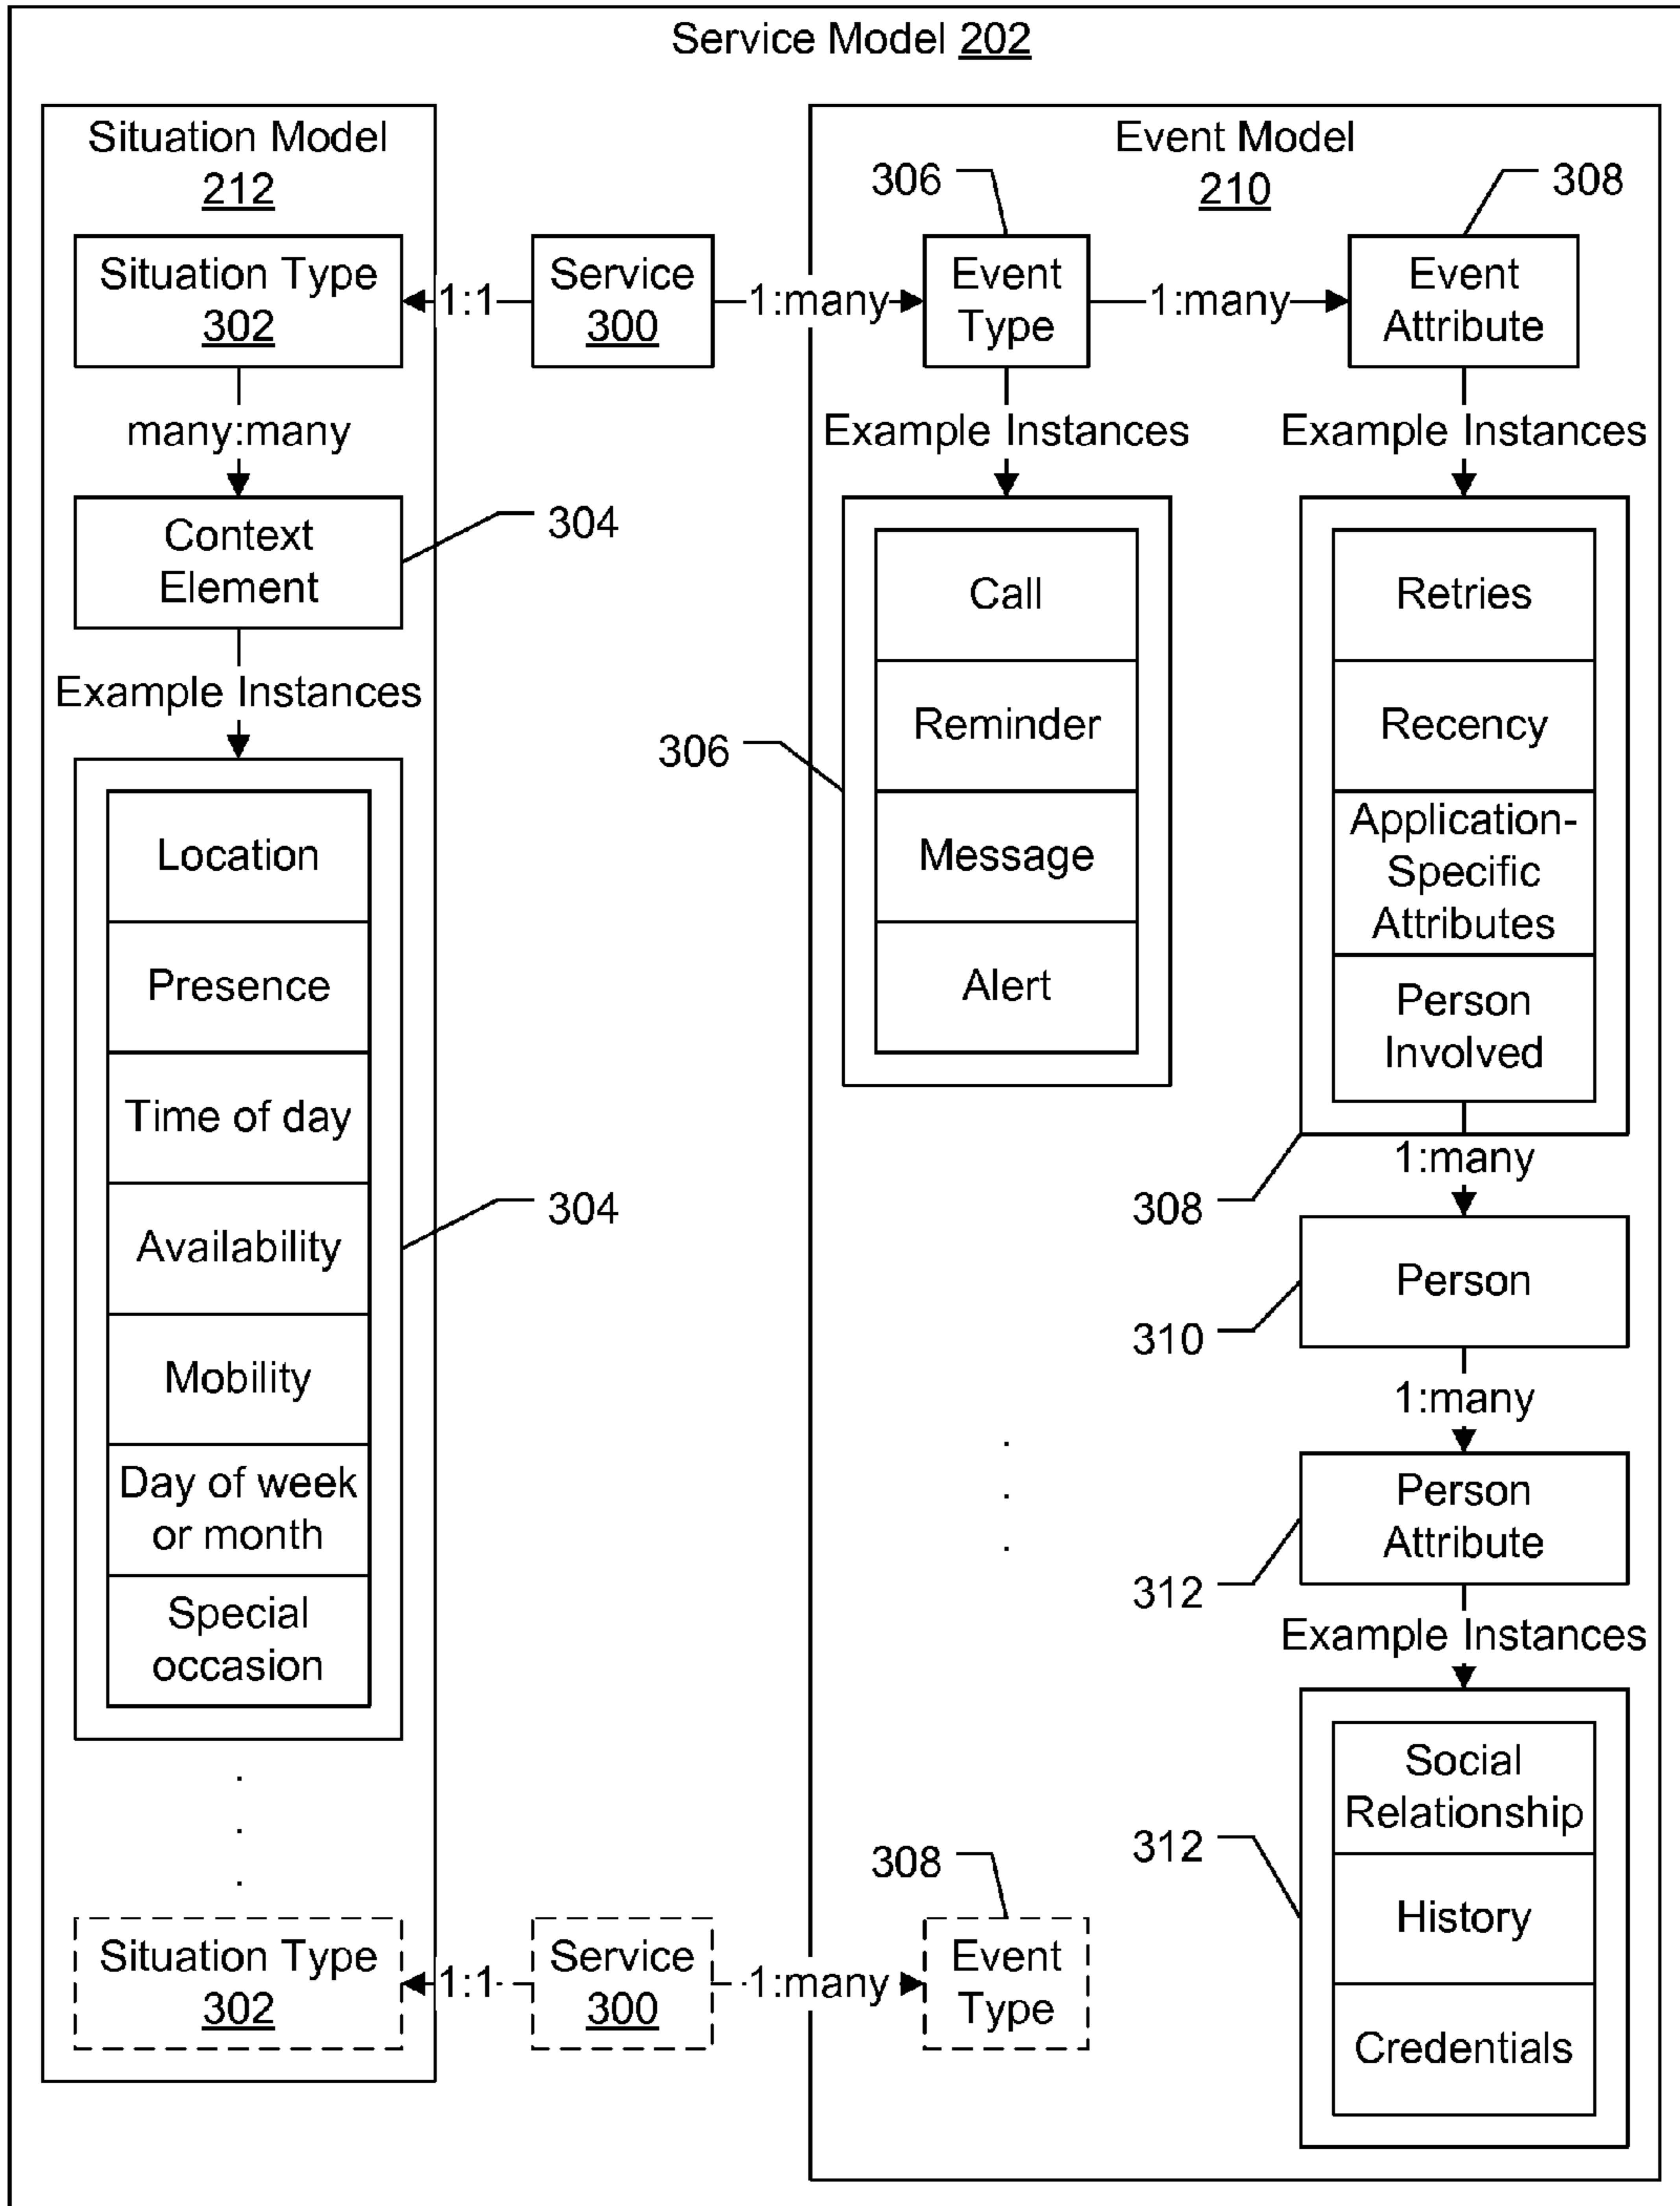 Service Model 202
Situation Model
212
Event Model
210
306
308
Situation Type
302
1:1
Service
300
1:many
Event
Type
1:many
Event
Attribute
many:many
Example Instances
Example Instances
Context
Element
304
Example Instances
Location
Presence
Time of day
Availability
Mobility
Day of week
or month
Special
occasion
304
306
Call
Reminder
Message
Alert
Retries
Recency
Application-
Specific
Attributes
Person
Involved
308
1:many
Person
310
1:many
Person
Attribute
312
Example Instances
Social
Relationship
History
Credentials
312
.
.
.
.
.
.
308
Situation Type
302
1:1
Service
300
1:many
Event
Type